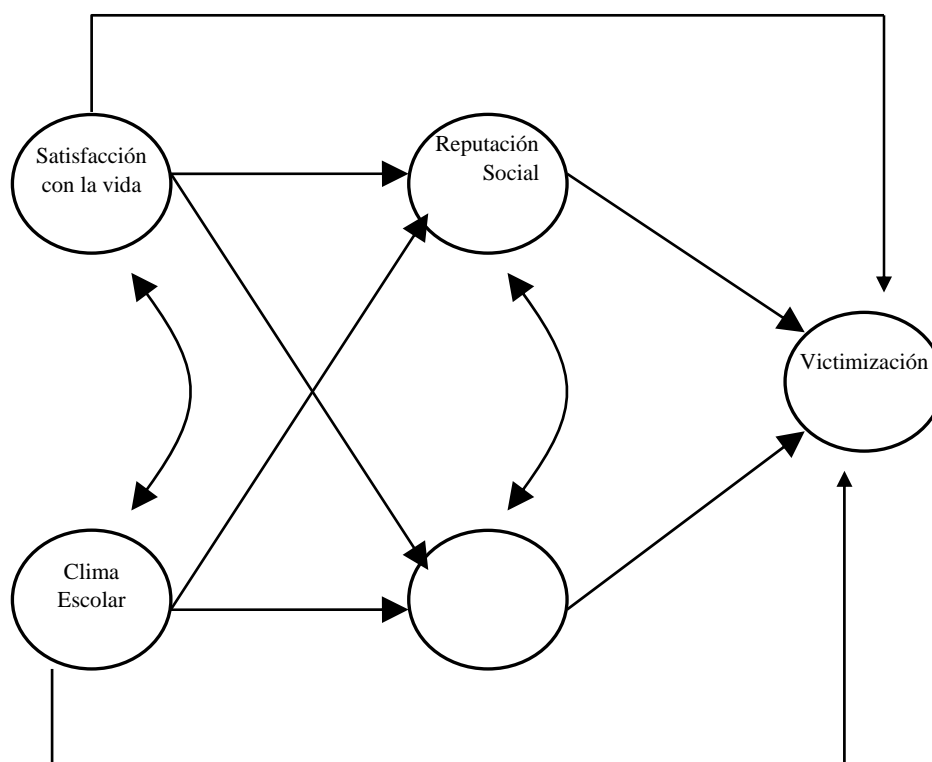 Satisfacción
con la vida
Reputación
Social
Victimización
Clima
Escolar